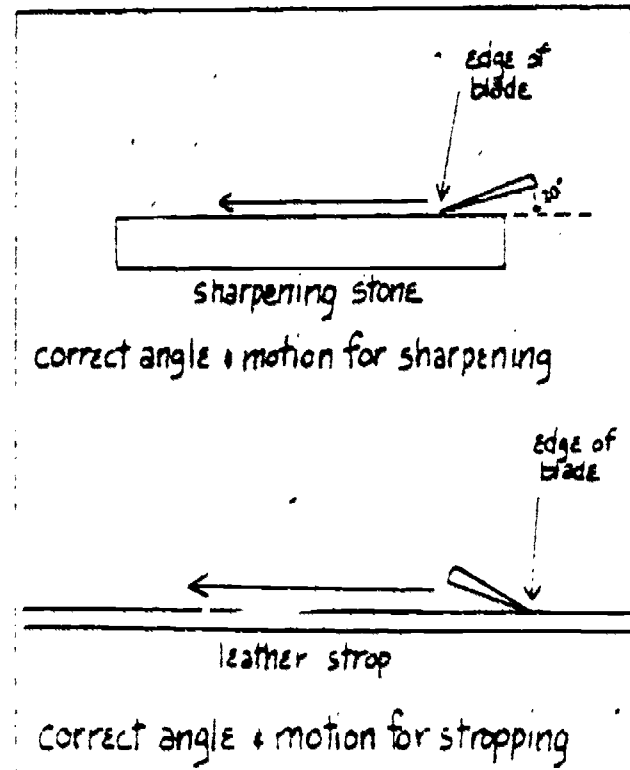 edge of
blade
20°
sharpening stone
correct angle & motion for sharpening
edge of
blade
leather strop
correct angle & motion for stropping